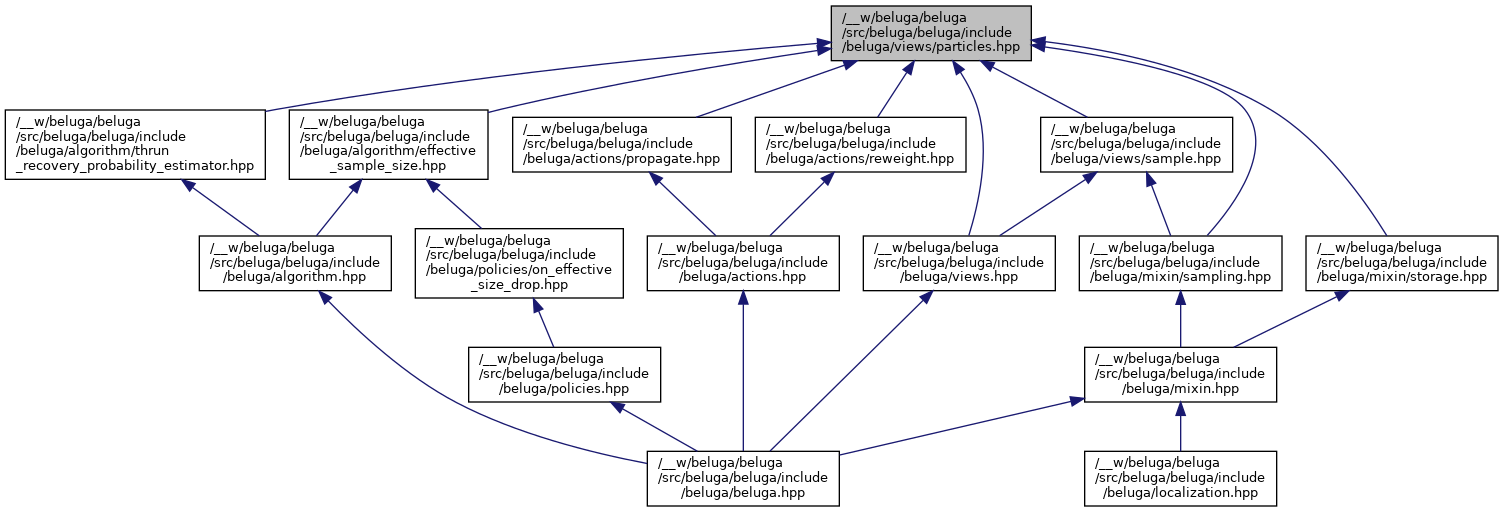 /__w/beluga/beluga
/src/beluga/beluga/include
/beluga/views/particles.hpp
/__w/beluga/beluga
/src/beluga/beluga/include
/beluga/algorithm/thrun
_recovery_probability_estimator.hpp
/__w/beluga/beluga
/src/beluga/beluga/include
/beluga/algorithm/effective
_sample_size.hpp
/__w/beluga/beluga
/src/beluga/beluga/include
/beluga/actions/propagate.hpp
/__w/beluga/beluga
/src/beluga/beluga/include
/beluga/actions/reweight.hpp
/__w/beluga/beluga
/src/beluga/beluga/include
/beluga/views/sample.hpp
/__w/beluga/beluga
/src/beluga/beluga/include
/beluga/algorithm.hpp
/__w/beluga/beluga
/src/beluga/beluga/include
/beluga/policies/on_effective
_size_drop.hpp
/__w/beluga/beluga
/src/beluga/beluga/include
/beluga/actions.hpp
/__w/beluga/beluga
/src/beluga/beluga/include
/beluga/views.hpp
/__w/beluga/beluga
/src/beluga/beluga/include
/beluga/mixin/sampling.hpp
/__w/beluga/beluga
/src/beluga/beluga/include
/beluga/mixin/storage.hpp
/__w/beluga/beluga
/src/beluga/beluga/include
/beluga/policies.hpp
/__w/beluga/beluga
/src/beluga/beluga/include
/beluga/mixin.hpp
/__w/beluga/beluga
/src/beluga/beluga/include
/beluga/beluga.hpp
/__w/beluga/beluga
/src/beluga/beluga/include
/beluga/localization.hpp